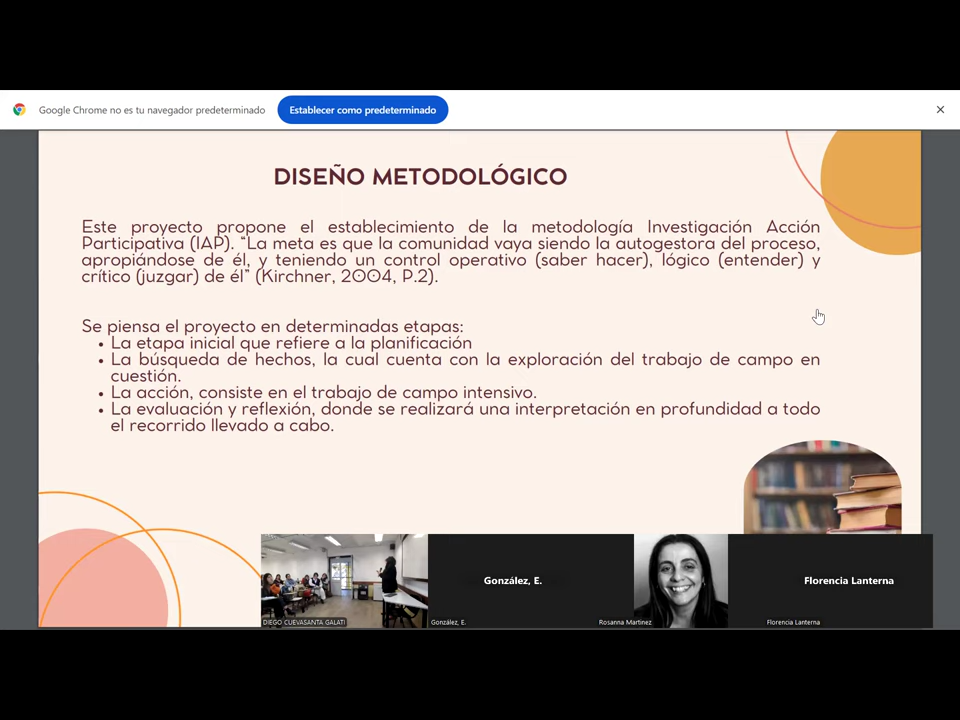 Google Chrome no es tu navegador predeterminado
Establecer como predeterminado
DISEÑO METODOLÓGICO
Este proyecto propone el establecimiento de la metodología Investigación Acción
Participativa (IAP). “La meta es que la comunidad vaya siendo la autogestora del proceso,
apropiándose de él, y teniendo un control operativo (saber hacer), lógico (entender) y
crítico (juzgar) de él” (Kirchner, 2004, P.2).
Se piensa el proyecto en determinadas etapas:
• La etapa inicial que refiere a la planificación
• La búsqueda de hechos, la cual cuenta con la exploración del trabajo de campo en
cuestión.
• La acción, consiste en el trabajo de campo intensivo.
• La evaluación y reflexión, donde se realizará una interpretación en profundidad a todo
el recorrido llevado a cabo.
González, E.
Florencia Lanterna
DIEGO CUEVASANTA GALATI
González, E.
Rosanna Martinez
Florencia Lanterna